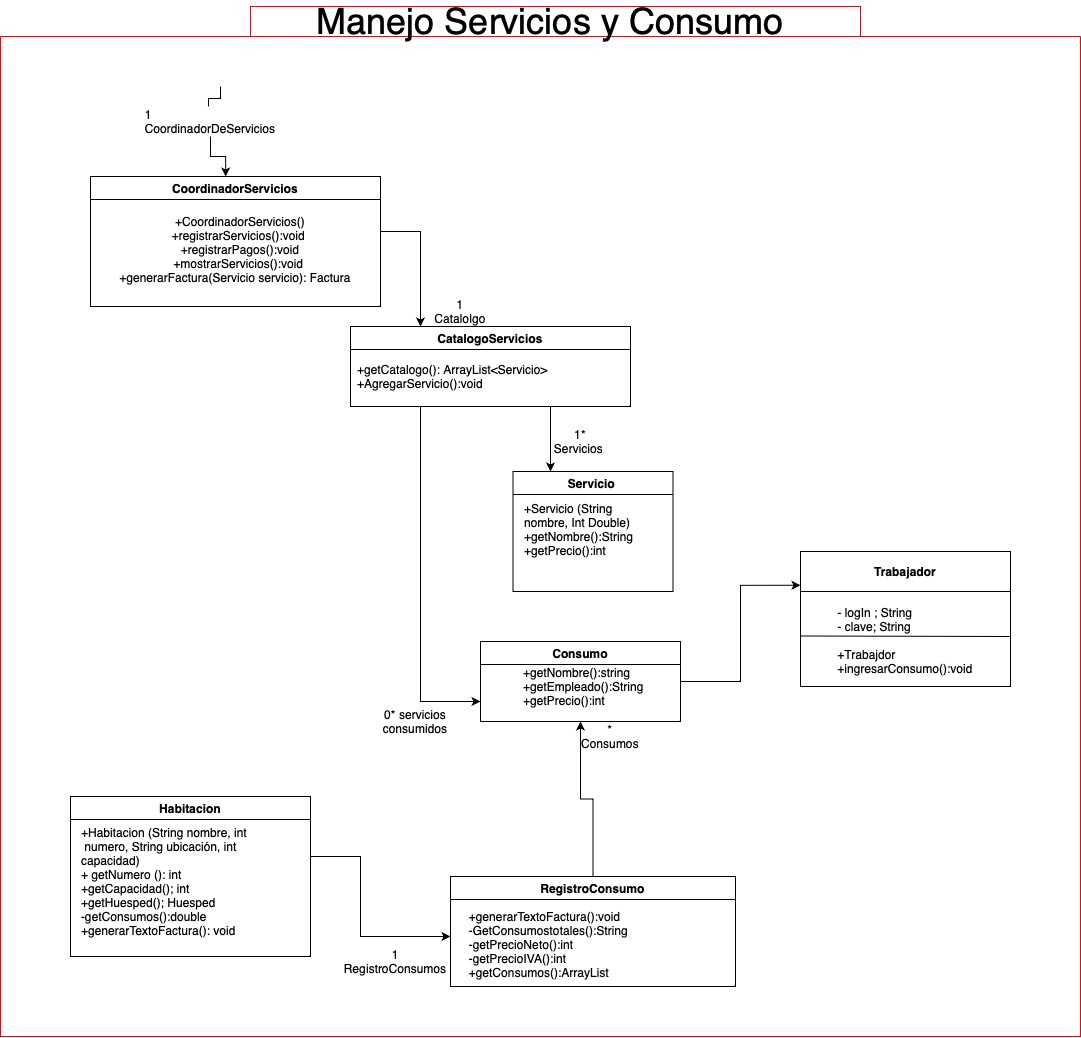 Manejo Servicios y Consumo
1
CoordinadorDeServicios
CoordinadorServicios
+CoordinadorServicios()
+registrarServicios():void
+registrarPagos():void
+mostrarServicios():void
+generarFactura(Servicio servicio): Factura
1
Catalolgo
CatalogoServicios
+getCatalogo(): ArrayList<Servicio>
+AgregarServicio():void
1*
Servicios
Servicio
+Servicio (String
nombre, Int Double)
+getNombre():String
+getPrecio():int
Trabajador
- logIn ; String
- clave; String
+Trabajdor
+ingresarConsumo():void
Consumo
+getNombre():string
+getEmpleado():String
+getPrecio():int
0* servicios
consumidos
*
Consumos
Habitacion
+Habitacion (String nombre, int
numero, String ubicación, int
capacidad)
+ getNumero (): int
+getCapacidad(); int
+getHuesped(); Huesped
-getConsumos():double
+generarTextoFactura(): void
1
RegistroConsumos
RegistroConsumo
+generarTextoFactura():void
-GetConsumostotales():String
-getPrecioNeto():int
-getPrecioIVA():int
+getConsumos():ArrayList